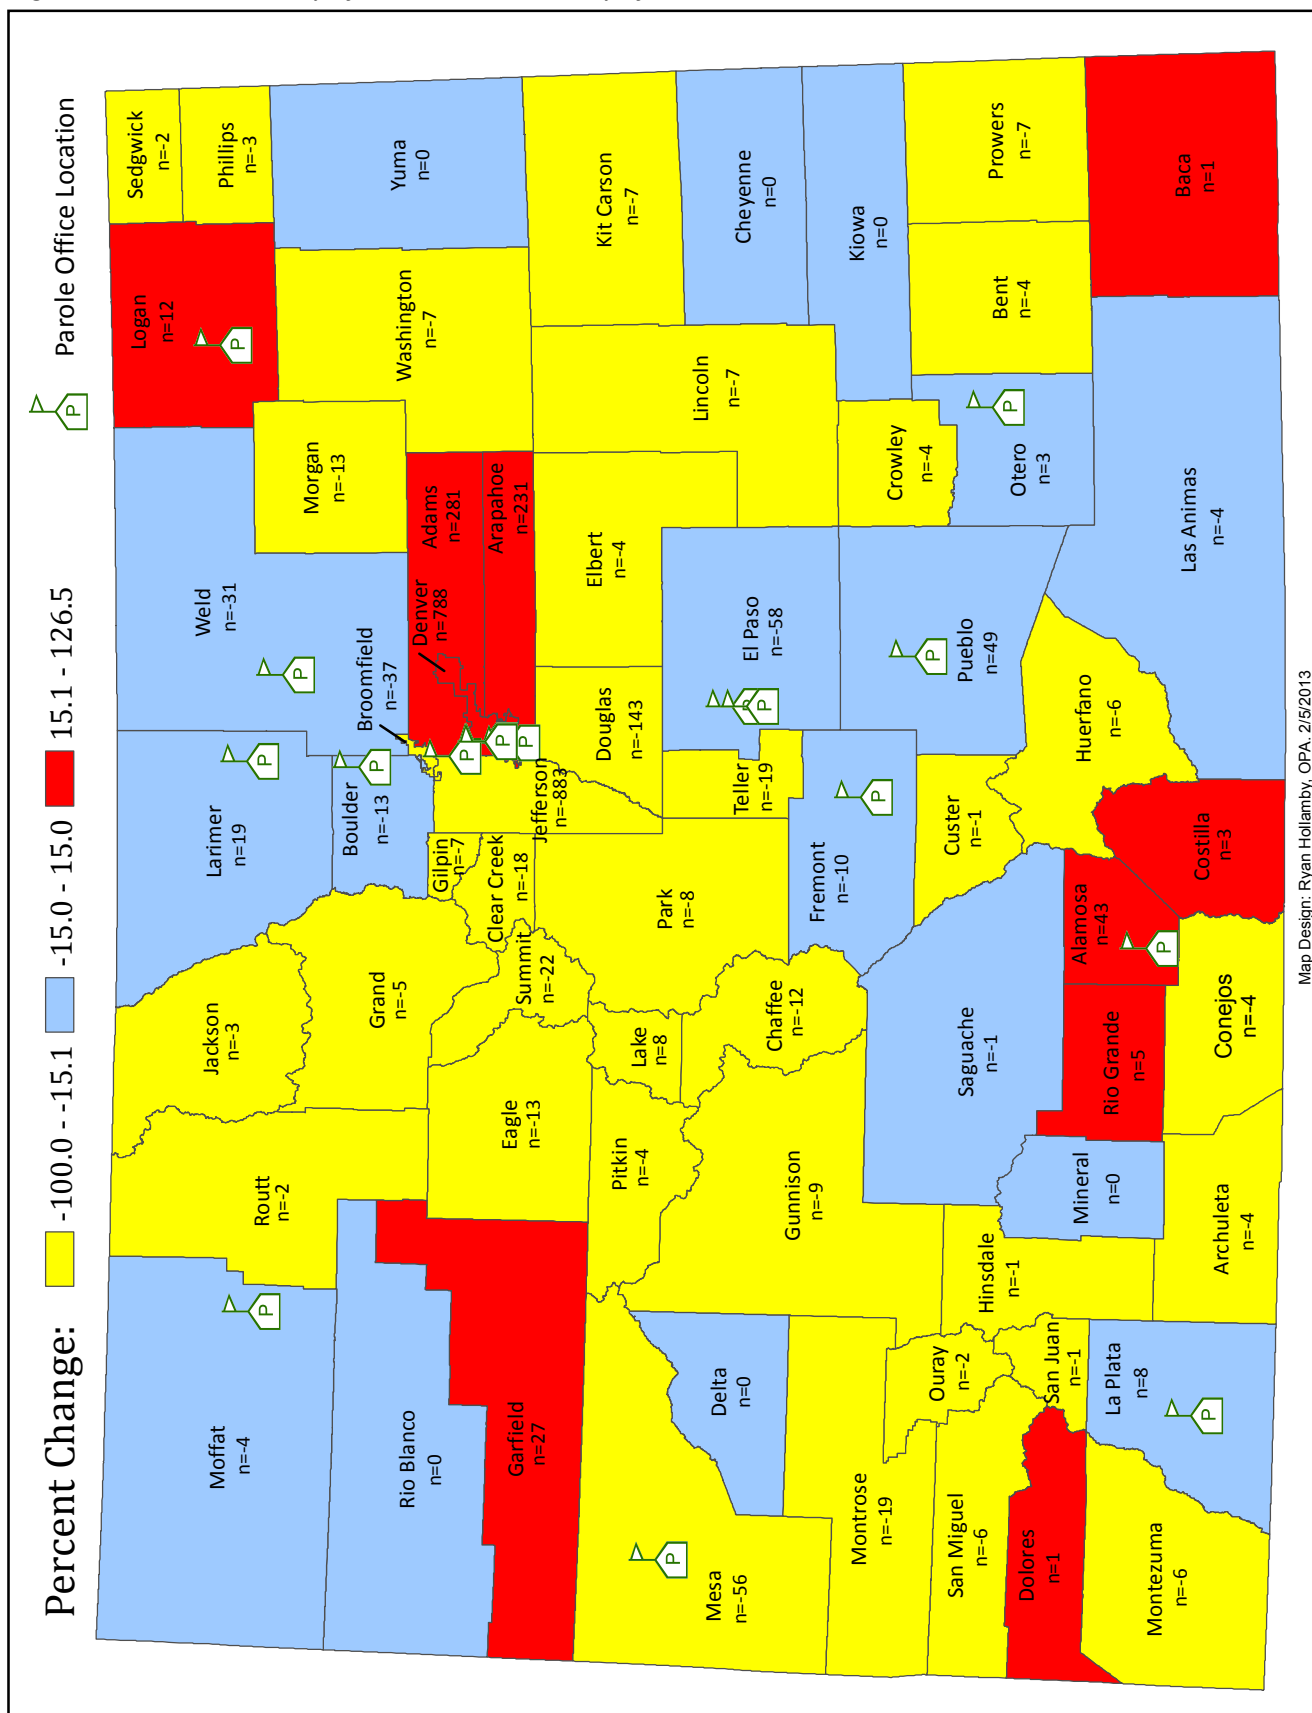 Percent Change:
-100.0 - -15.1
-15.0 - 15.0
15.1 - 126.5
Parole Office Location
P
Moffat
n=-4
P
Routt
n=-2
Jackson
n=-3
Larimer
n=19
P
Weld
n=-31
P
Logan
n=12
P
Sedgwick
n=-2
Phillips
n=-3
Rio Blanco
n=0
Grand
n=-5
Boulder
n=-13
P
Broomfield
n=-37
Morgan
n=-13
Washington
n=-7
Yuma
n=0
Garfield
n=27
Eagle
n=-13
Summit
n=-22
Gilpin
n=-7
Clear Creek
n=-18
Jefferson
n=-883
P
P
P
Denver
n=788
Adams
n=281
Arapahoe
n=231
Mesa
n=-56
P
Delta
n=0
Pitkin
n=-4
Lake
n=8
Park
n=-8
Douglas
n=-143
Elbert
n=-4
Lincoln
n=-7
Kit Carson
n=-7
Cheyenne
n=0
Gunnison
n=-9
Chaffee
n=-12
Teller
n=-19
El Paso
n=-58
P
Montrose
n=-19
Ouray
n=-2
Fremont
n=-10
P
Pueblo
n=49
P
Crowley
n=-4
Kiowa
n=0
San Miguel
n=-6
Hinsdale
n=-1
Saguache
n=-1
Custer
n=-1
Otero
n=3
P
Bent
n=-4
Prowers
n=-7
Dolores
n=1
San Juan
n=-1
Mineral
n=0
Rio Grande
n=5
Alamosa
n=43
P
Huerfano
n=-6
Las Animas
n=-4
Baca
n=1
Montezuma
n=-6
La Plata
n=8
P
Archuleta
n=-4
Conejos
n=-4
Costilla
n=3
Map Design: Ryan Hollamby, OPA. 2/5/2013